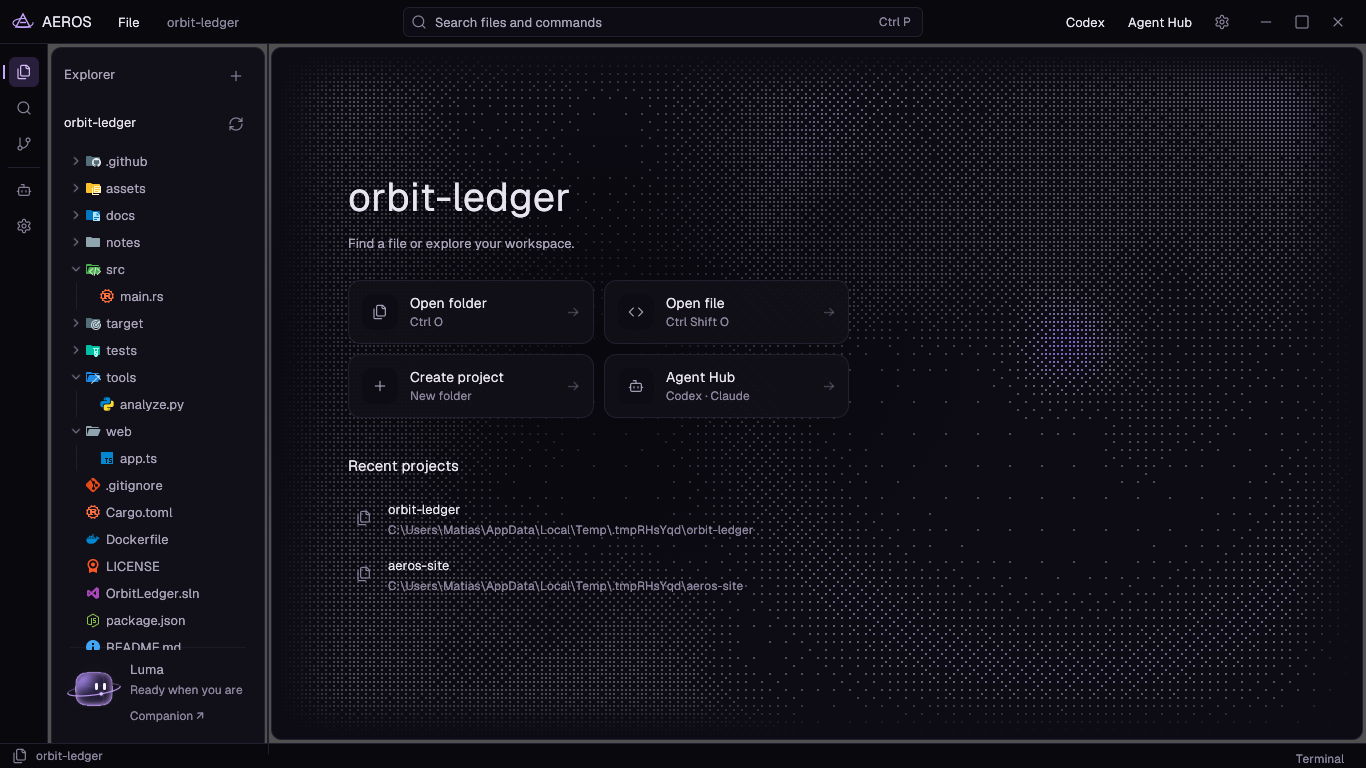 AEROS File orbit-ledger Search files and commands Ctrl P Codex Agent Hub
Explorer
orbit-ledger
.github
assets
docs
notes
src
main.rs
target
tests
tools
analyze.py
web
app.ts
.gitignore
Cargo.toml
Dockerfile
LICENSE
OrbitLedger.sln
package.json
README.md
Luma
Ready when you are
Companion
orbit-ledger
Find a file or explore your workspace.
Open folder
Ctrl O
Open file
Ctrl Shift O
Create project
New folder
Agent Hub
Codex · Claude
Recent projects
orbit-ledger
C:\Users\Matias\AppData\Local\Temp\.tmpRHsYqd\orbit-ledger
aeros-site
C:\Users\Matias\AppData\Local\Temp\.tmpRHsYqd\aeros-site
orbit-ledger Terminal